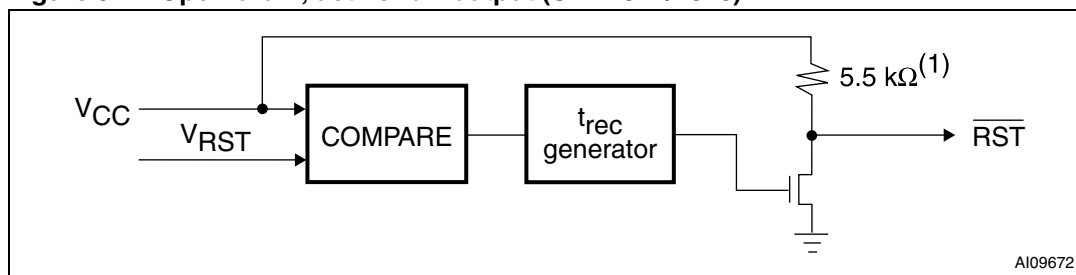 5.5 kΩ(1)
VCC
VRST
COMPARE
trec
generator
RST
AI09672